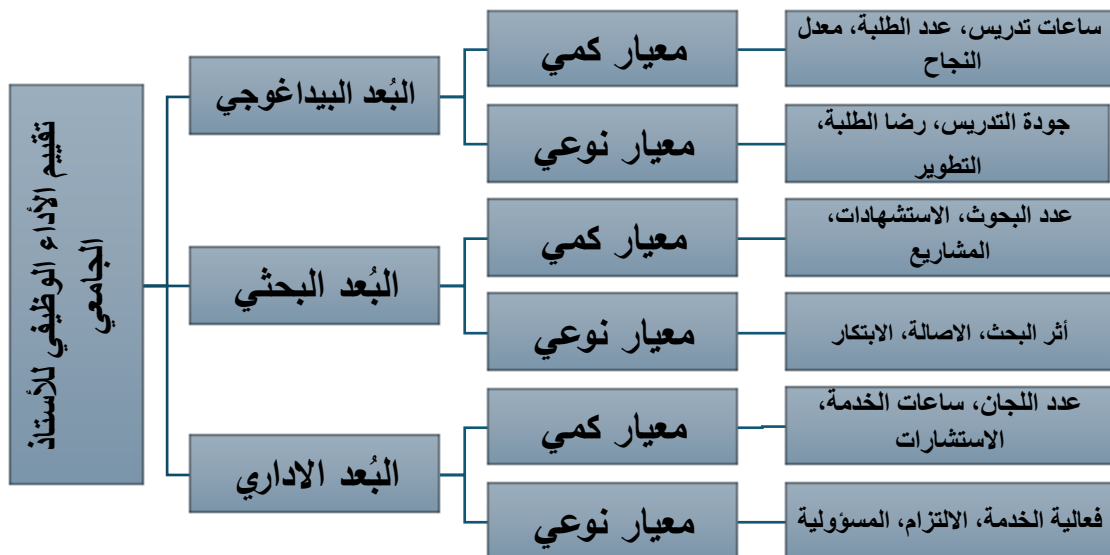 تقييم الأداء الوظيفي للأستاذ
الجامعي
البُعد البيداغوجي
معيار كمي
ساعات تدريس، عدد الطلبة، معدل
النجاح
معيار نوعي
جودة التدريس، رضا الطلبة،
التطوير
البُعد البحثي
معيار كمي
عدد البحوث، الاستشهادات،
المشاريع
معيار نوعي
أثر البحث، الاصالة، الابتكار
البُعد الاداري
معيار كمي
عدد اللجان، ساعات الخدمة،
الاستشارات
معيار نوعي
فعالية الخدمة، الالتزام، المسؤولية